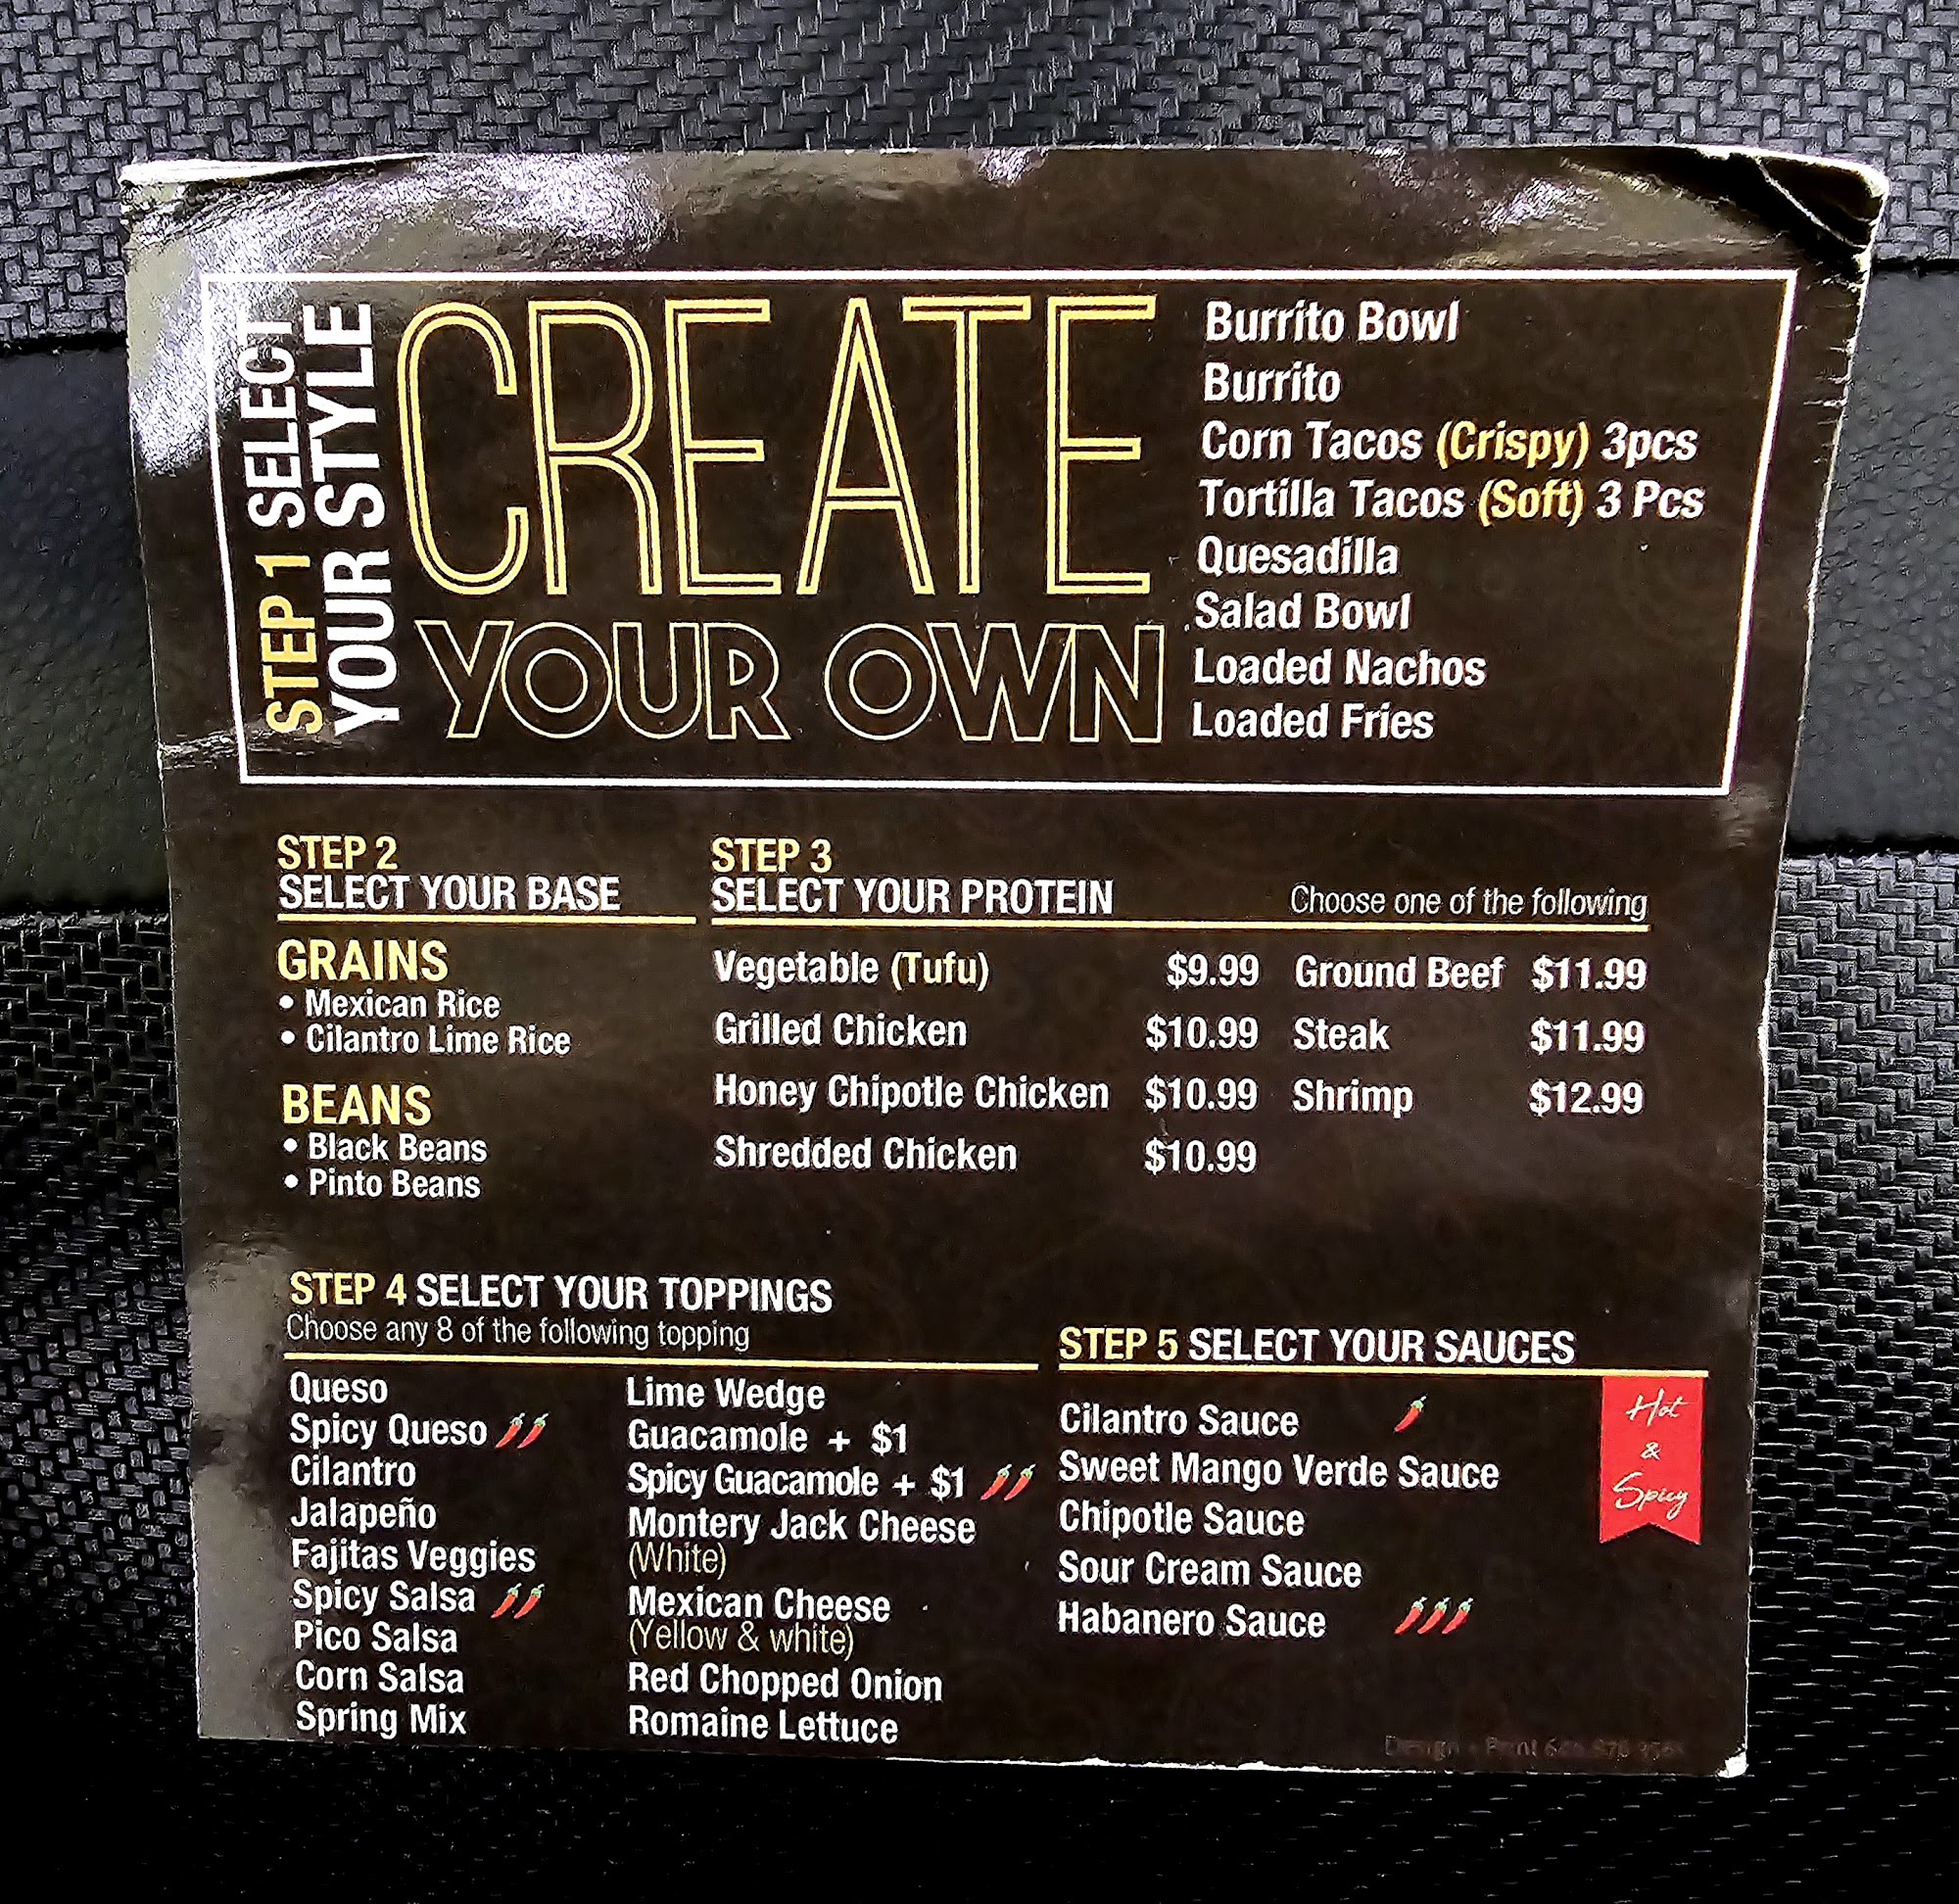 STEP 1 SELECT
YOUR STYLE
CREATE
YOUR OWN
Burrito Bowl
Burrito
Corn Tacos (Crispy) 3pcs
Tortilla Tacos (Soft) 3 Pcs
Quesadilla
Salad Bowl
Loaded Nachos
Loaded Fries
STEP 2
SELECT YOUR BASE
GRAINS
• Mexican Rice
• Cilantro Lime Rice
BEANS
• Black Beans
• Pinto Beans
STEP 3
SELECT YOUR PROTEIN Choose one of the following
Vegetable (Tufu) $9.99 Ground Beef $11.99
Grilled Chicken $10.99 Steak $11.99
Honey Chipotle Chicken $10.99 Shrimp $12.99
Shredded Chicken $10.99
STEP 4 SELECT YOUR TOPPINGS
Choose any 8 of the following topping
Queso
Spicy Queso
Cilantro
Jalapeño
Fajitas Veggies
Spicy Salsa
Pico Salsa
Corn Salsa
Spring Mix
Lime Wedge
Guacamole + $1
Spicy Guacamole + $1
Montery Jack Cheese
(White)
Mexican Cheese
(Yellow & white)
Red Chopped Onion
Romaine Lettuce
STEP 5 SELECT YOUR SAUCES
Cilantro Sauce
Sweet Mango Verde Sauce
Chipotle Sauce
Sour Cream Sauce
Habanero Sauce
Hot
&
Spicy
Design Print